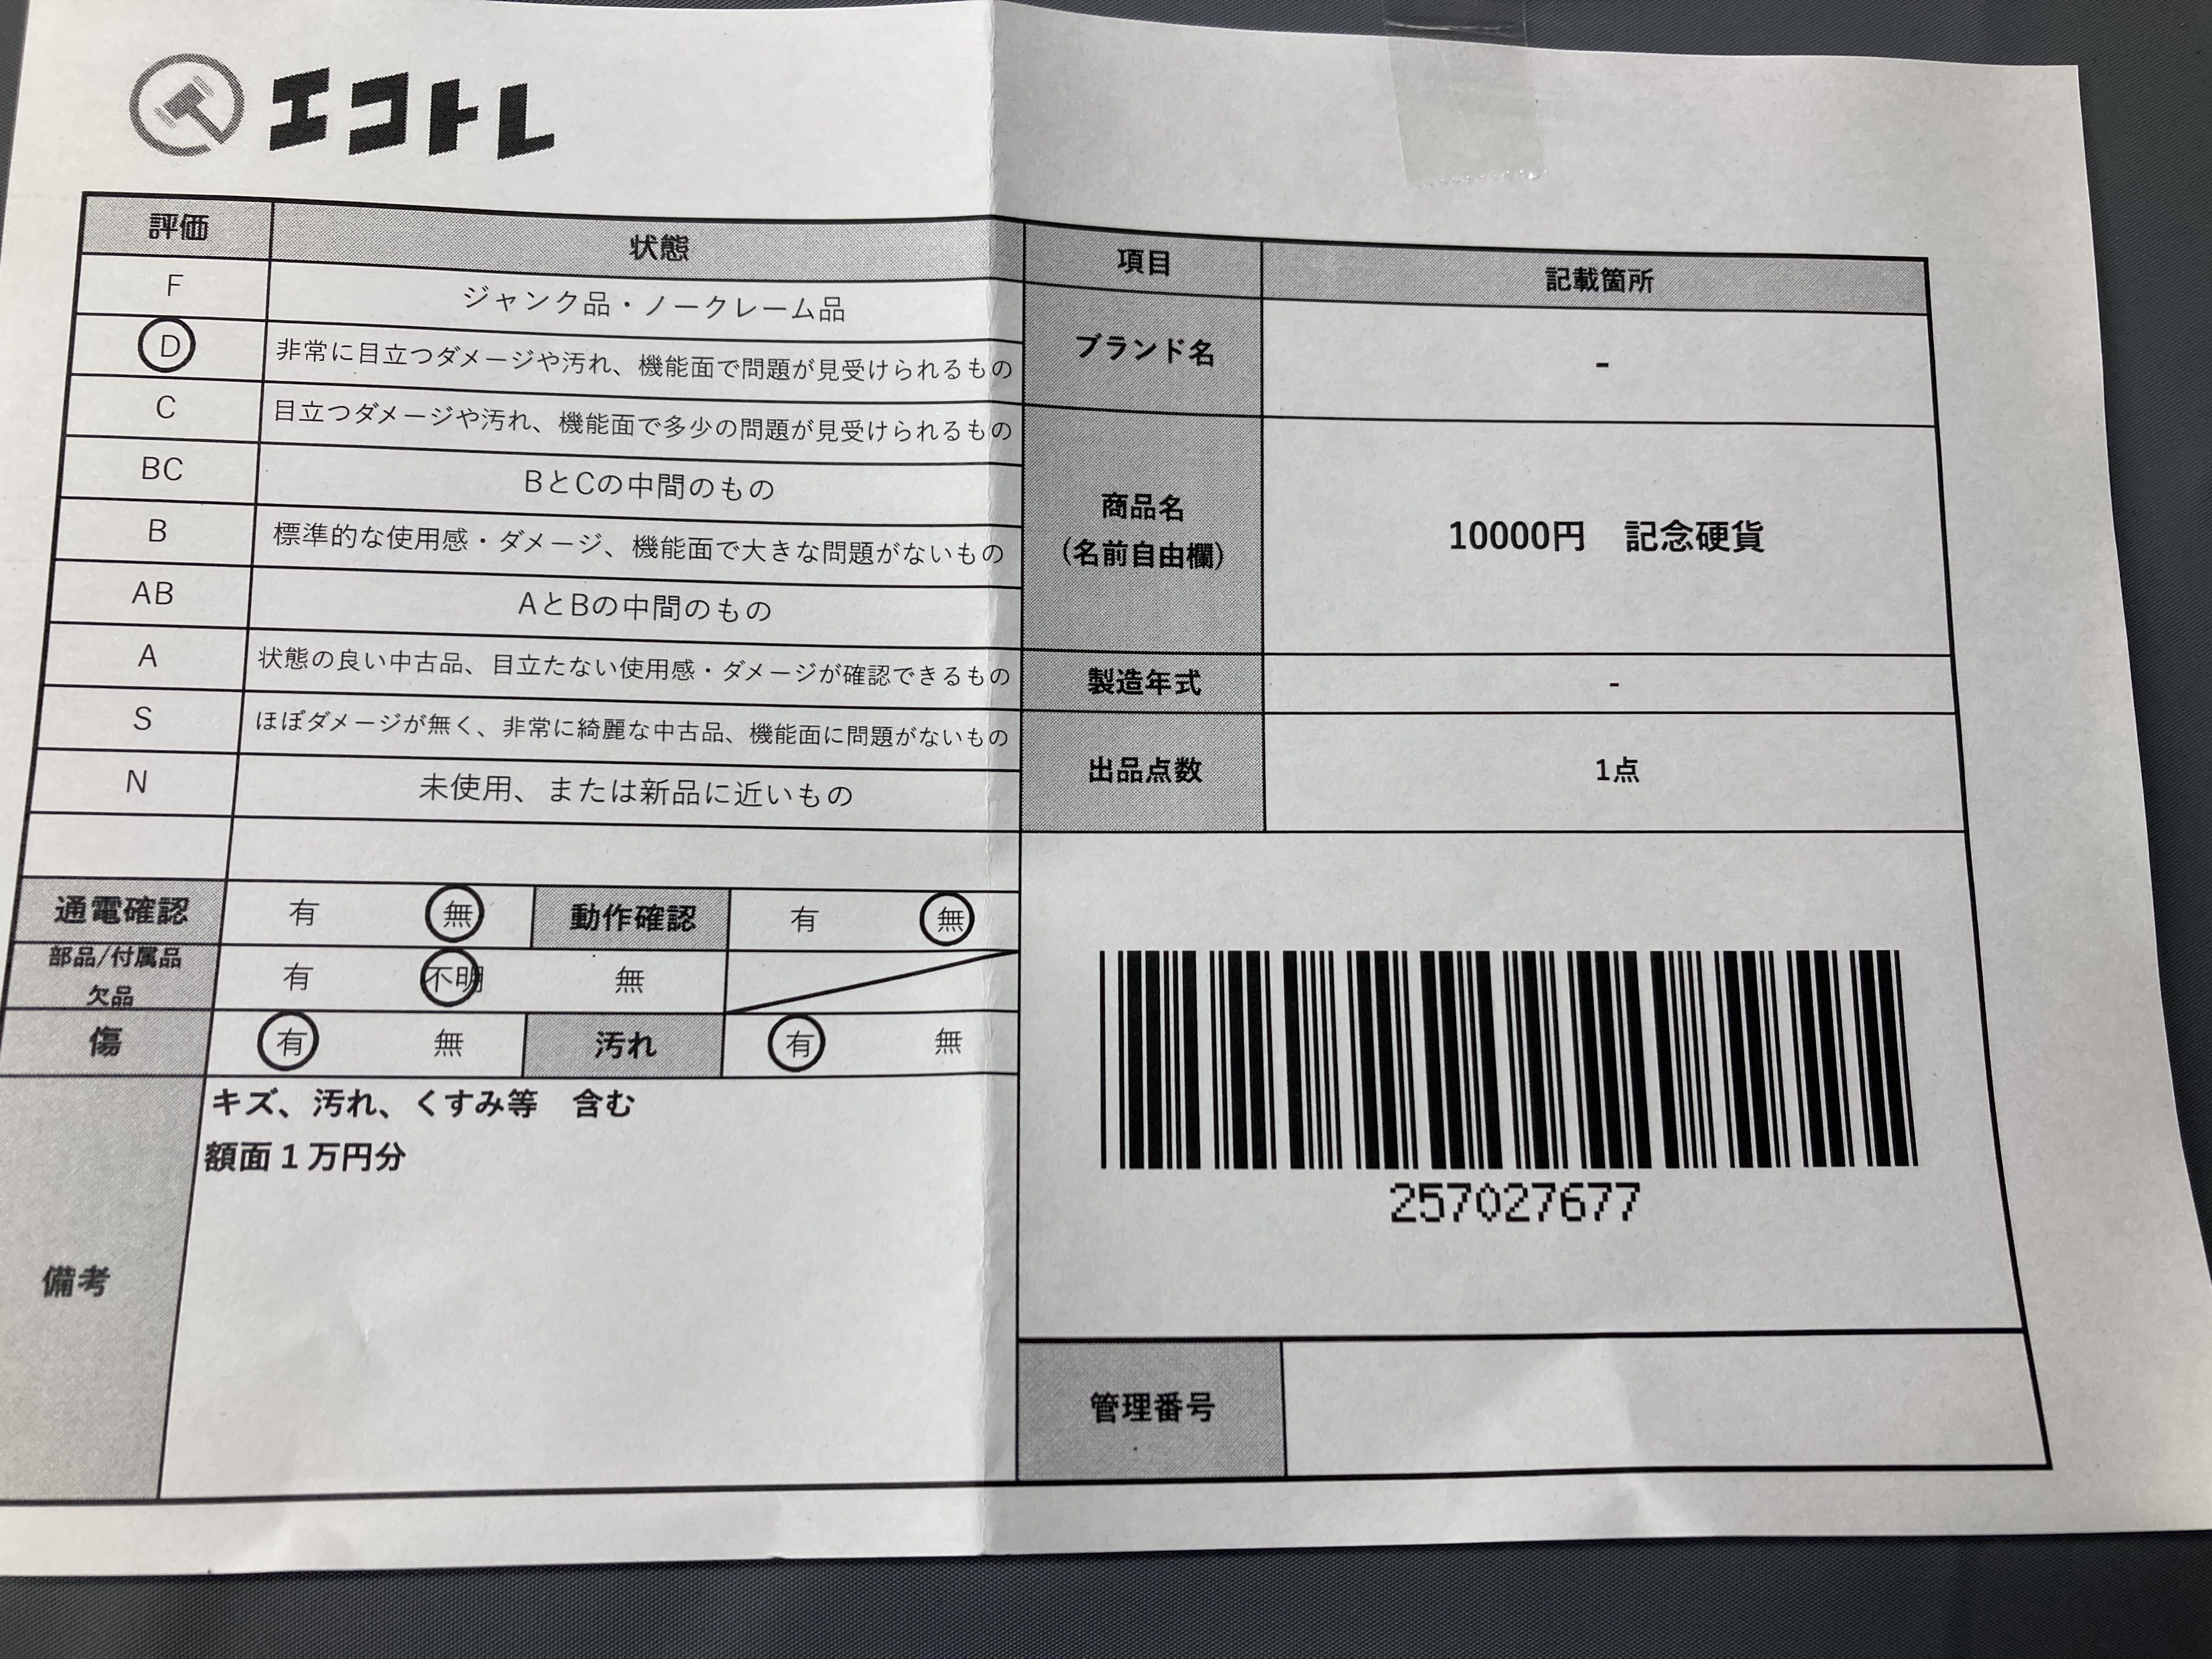 エコトレ
評価 状態
F ジャンク品・ノークレーム品
D 非常に目立つダメージや汚れ、機能面で問題が見受けられるもの
C 目立つダメージや汚れ、機能面で多少の問題が見受けられるもの
BC BとCの中間のもの
B 標準的な使用感・ダメージ、機能面で大きな問題がないもの
AB AとBの中間のもの
A 状態の良い中古品、目立たない使用感・ダメージが確認できるもの
S ほぼダメージが無く、非常に綺麗な中古品、機能面に問題がないもの
N 未使用、または新品に近いもの
通電確認 有 無 動作確認 有 無
部品/付属品
欠品
有 不明 無
傷 有 無 汚れ 有 無
備考
キズ、汚れ、くすみ等 含む
額面1万円分
項目 記載箇所
ブランド名 -
商品名
(名前自由欄)
10000円 記念硬貨
製造年式 -
出品点数 1点
257027677
管理番号